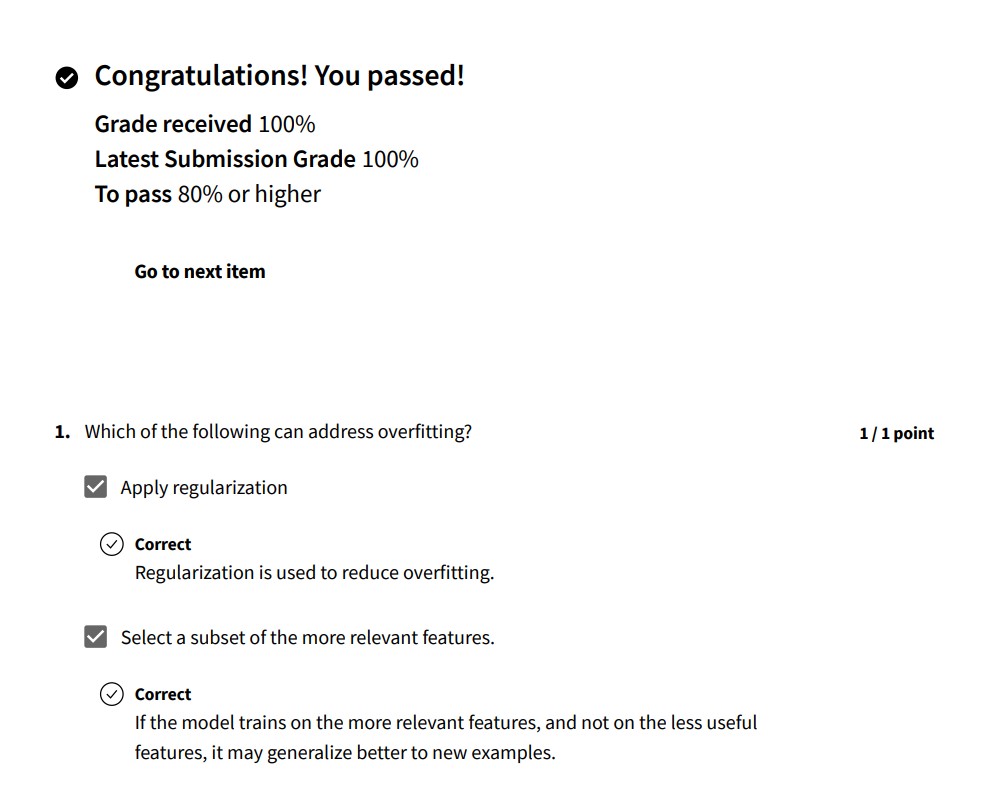 Congratulations! You passed!
Grade received 100%
Latest Submission Grade 100%
To pass 80% or higher
Go to next item
1. Which of the following can address overfitting? 1 / 1 point
Apply regularization
Correct
Regularization is used to reduce overfitting.
Select a subset of the more relevant features.
Correct
If the model trains on the more relevant features, and not on the less useful
features, it may generalize better to new examples.